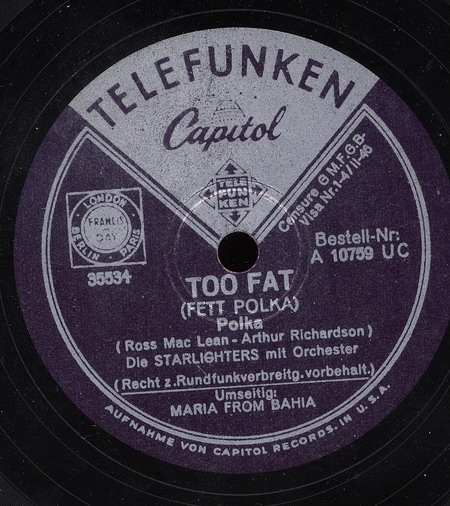 TELEFUNKEN
Capitol
TELE
FUN
KEN
Censure G.M.F.G.B-
Visa Nr.1-4/II-46
LONDON
FRANCIS
DAY
BERLIN PARIS
35534
Bestell-Nr:
A 10759 UC
TOO FAT
(FETT POLKA)
Polka
(Ross Mac Lean-Arthur Richardson)
Die STARLIGHTERS mit Orchester
(Recht z.Rundfunkverbreitg.vorbehalt.)
Umseitig:
MARIA FROM BAHIA
AUFNAHME VON CAPITOL RECORDS. IN U.S.A.